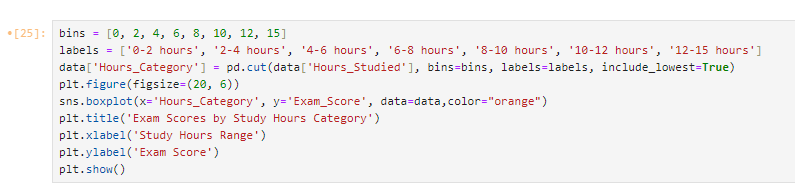 [25]: bins = [0, 2, 4, 6, 8, 10, 12, 15]
labels = ['0-2 hours', '2-4 hours', '4-6 hours', '6-8 hours', '8-10 hours', '10-12 hours', '12-15 hours']
data['Hours_Category'] = pd.cut(data['Hours_Studied'], bins=bins, labels=labels, include_lowest=True)
plt.figure(figsize=(20, 6))
sns.boxplot(x='Hours_Category', y='Exam_Score', data=data,color="orange")
plt.title('Exam Scores by Study Hours Category')
plt.xlabel('Study Hours Range')
plt.ylabel('Exam Score')
plt.show()